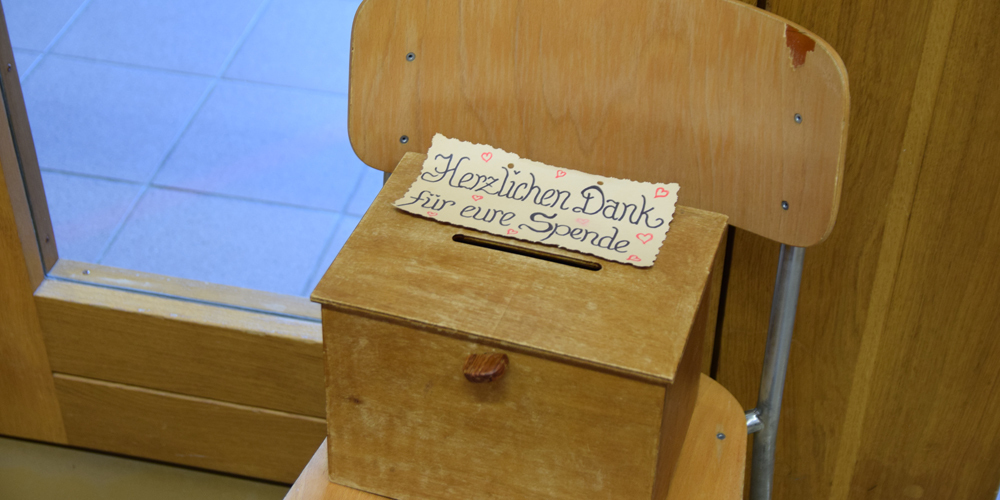 Herzlichen Dank
für eure Spende